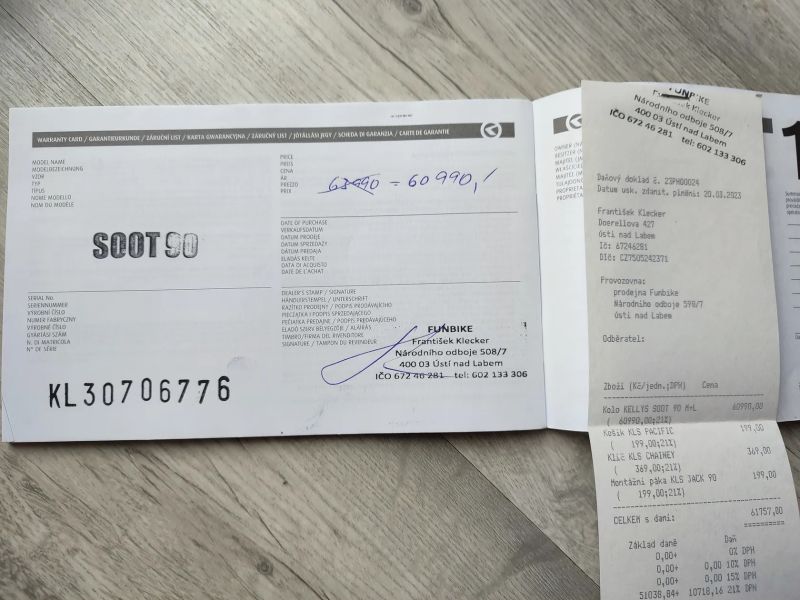 WARRANTY CARD / GARANTIEURKUNDE / ZÁRUČNÍ LIST / KARTA GWARANCYJNA / ZÁRUČNÝ LIST / JÓTÁLLÁSI JEGY / SCHEDA DI GARANZIA / CARTE DE GARANTIE
MODEL NAME
MODELBEZEICHNUNG
VZOR
TYP
TÍPUS
NOME MODELLO
NOM DU MODÈLE
SOOT 90
PRICE
PREIS
CENA
ÁR
PREZZO
PRIX
63990 = 60 990,-
DATE OF PURCHASE
VERKAUFSDATUM
DATUM PRODEJE
DATUM SPRZEDAŻY
DÁTUM PREDAJA
ELADÁS KELTE
DATA DI ACQUISTO
DATE DE L'ACHAT
SERIAL No.
SERIENNUMMER
VÝROBNÍ ČÍSLO
NUMER FABRYCZNY
VÝROBNÉ ČÍSLO
GYÁRTÁSI SZÁM
N. DI MATRICOLA
N° DE SÉRIE
KL30706776
DEALER'S STAMP / SIGNATURE
HÄNDLERSTEMPEL / UNTERSCHRIFT
RAZÍTKO PRODEJNY / PODPIS PRODÁVAJÍCÍHO
PIECZĄTKA I PODPIS SPRZEDAJĄCEGO
PEČIATKA PREDAJNE / PODPIS PREDÁVAJÚCEHO
ELADÓ SZERV BÉLYEGZŐJE / ALÁÍRÁS
TIMBRO/FIRMA DEL RIVENDITORE
SIGNATURE / TAMPON DU REVENDEUR
FUNBIKE
František Klecker
Národního odboje 508/7
400 03 Ústí nad Labem
IČO 672 46 281 tel: 602 133 306
FUNBIKE
Klecker
Národního odboje 508/7
400 03 Ústí nad Labem
IČO 672 46 281 tel: 602 133 306
Daňový doklad č. 23PH00024
Datum usk. zdanit. plnění: 20.03.2023
František Klecker
Doerellova 427
ústí nad Labem
Ič: 67246281
DIč: CZ7505242371
Provozovna:
prodejna Funbike
Národního odboje 598/7
ústí nad Labem
Odběratel:
Zboží (Kč/jedn.;DPH) Cena
Kolo KELLYS SOOT 90 M+L 60990,00
( 60990,00;21%)
Košík KLS PACIFIC 199,00
( 199,00;21%)
Klíč KLS CHAINEY 369,00
( 369,00;21%)
Montážní páka KLS JACK 90 199,00
( 199,00;21%)
CELKEM s daní: 61757,00
Základ daně Daň
0,00+ 0% DPH
0,00+ 0,00 10% DPH
0,00+ 0,00 15% DPH
51038,84+ 10718,16 21% DPH